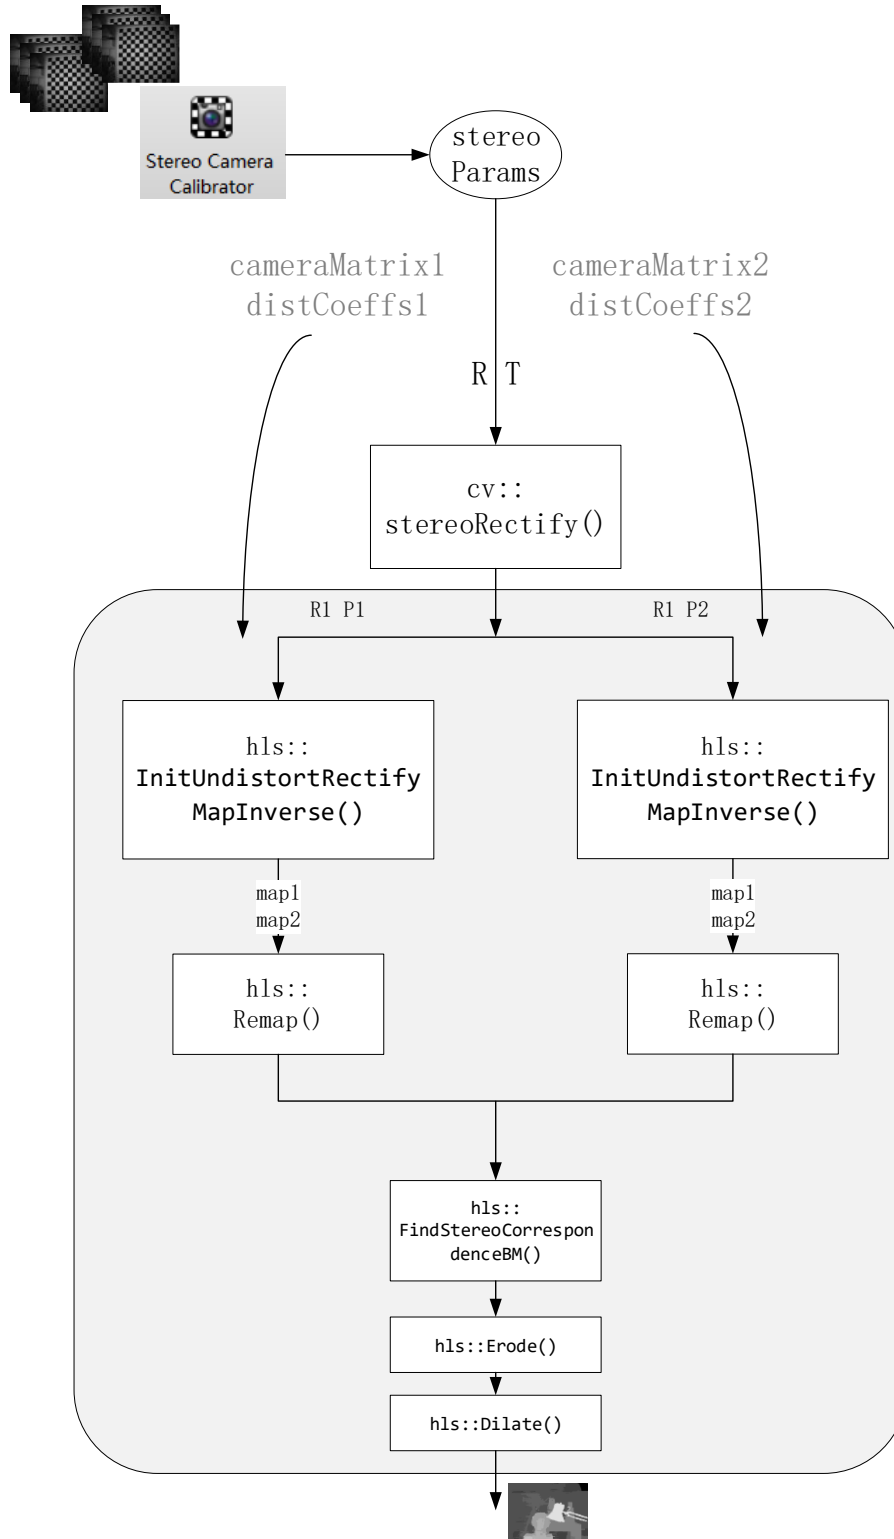 Stereo Camera
Calibrator
stereo
Params
cameraMatrix1
distCoeffs1
cameraMatrix2
distCoeffs2
R T
cv::
stereoRectify()
R1 P1
R1 P2
hls::
InitUndistortRectify
MapInverse()
hls::
InitUndistortRectify
MapInverse()
map1
map2
map1
map2
hls::
Remap()
hls::
Remap()
hls::
FindStereoCorrespon
denceBM()
hls::Erode()
hls::Dilate()